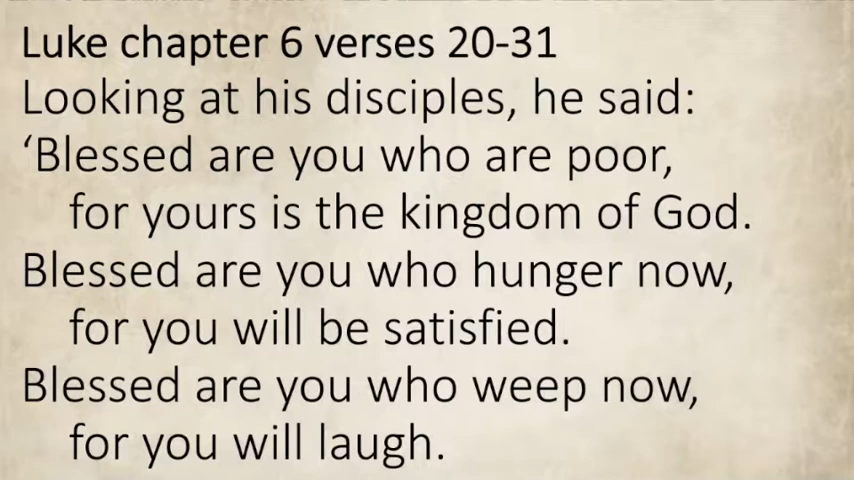 Luke chapter 6 verses 20-31
Looking at his disciples, he said:
‘Blessed are you who are poor,
for yours is the kingdom of God.
Blessed are you who hunger now,
for you will be satisfied.
Blessed are you who weep now,
for you will laugh.